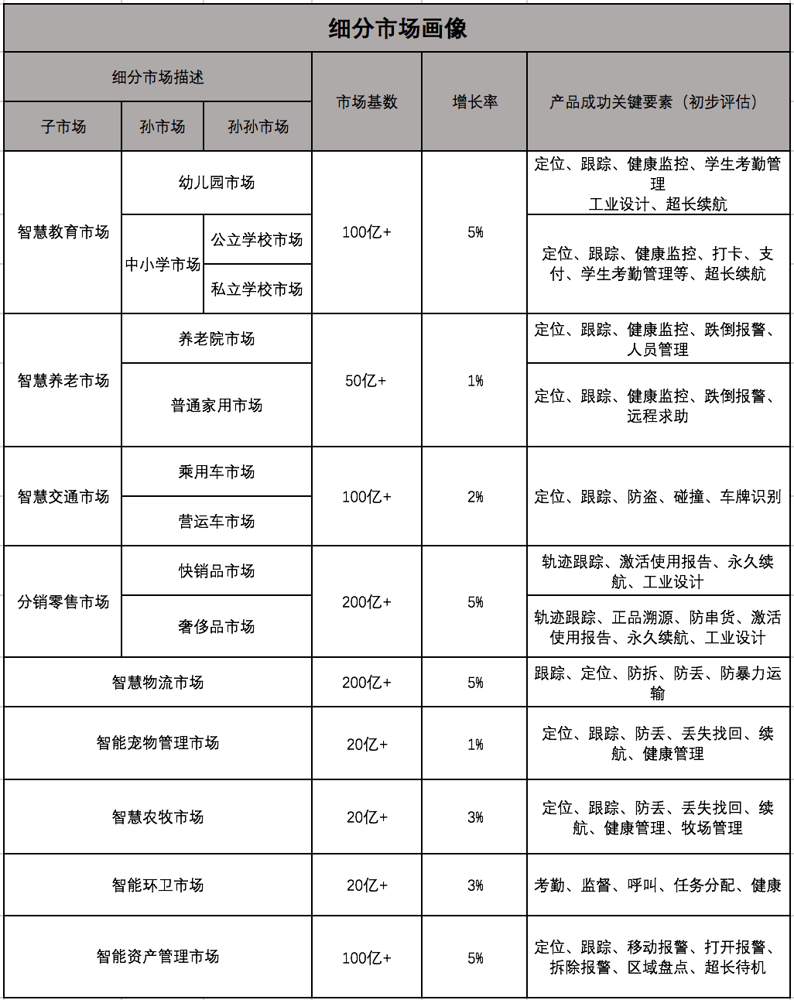 细分市场画像
细分市场描述
市场基数
增长率
产品成功关键要素（初步评估）
子市场
孙市场
孙孙市场
智慧教育市场
幼儿园市场
100亿+
5%
定位、跟踪、健康监控、学生考勤管
理
工业设计、超长续航
中小学市场
公立学校市场
私立学校市场
定位、跟踪、健康监控、打卡、支
付、学生考勤管理等、超长续航
智慧养老市场
养老院市场
50亿+
1%
定位、跟踪、健康监控、跌倒报警、
人员管理
普通家用市场
定位、跟踪、健康监控、跌倒报警、
远程求助
智慧交通市场
乘用车市场
营运车市场
100亿+
2%
定位、跟踪、防盗、碰撞、车牌识别
分销零售市场
快销品市场
200亿+
5%
轨迹跟踪、激活使用报告、永久续
航、工业设计
奢侈品市场
轨迹跟踪、正品溯源、防串货、激活
使用报告、永久续航、工业设计
智慧物流市场
200亿+
5%
跟踪、定位、防拆、防丢、防暴力运
输
智能宠物管理市场
20亿+
1%
定位、跟踪、防丢、丢失找回、续
航、健康管理
智慧农牧市场
20亿+
3%
定位、跟踪、防丢、丢失找回、续
航、健康管理、牧场管理
智能环卫市场
20亿+
3%
考勤、监督、呼叫、任务分配、健康
智能资产管理市场
100亿+
5%
定位、跟踪、移动报警、打开报警、
拆除报警、区域盘点、超长待机